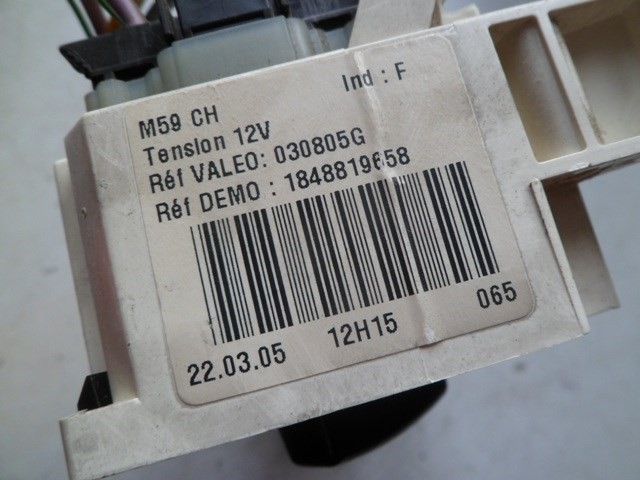 Ind : F
M59 CH
Tension 12V
Réf VALEO: 030805G
Réf DEMO : 1848819658
22.03.05 12H15 065